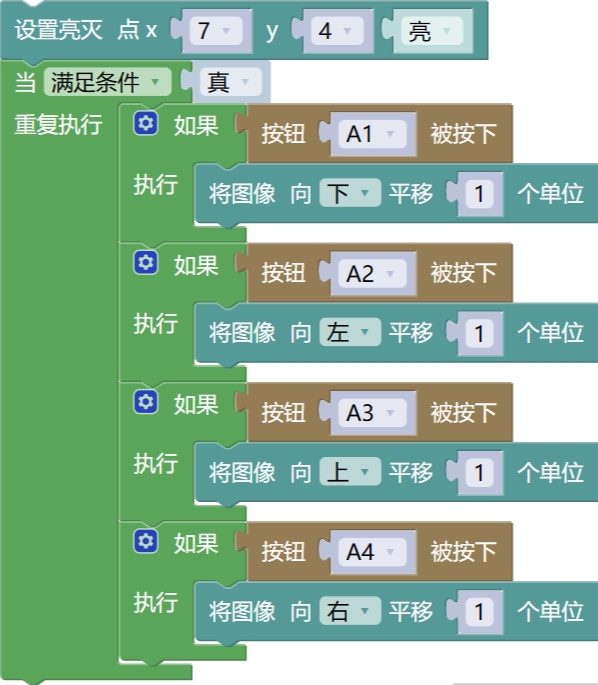 设置亮灭 点 x 7 y 4 亮
当 满足条件 真
重复执行 如果 按钮 A1 被按下
执行 将图像 向 下 平移 1 个单位
如果 按钮 A2 被按下
执行 将图像 向 左 平移 1 个单位
如果 按钮 A3 被按下
执行 将图像 向 上 平移 1 个单位
如果 按钮 A4 被按下
执行 将图像 向 右 平移 1 个单位